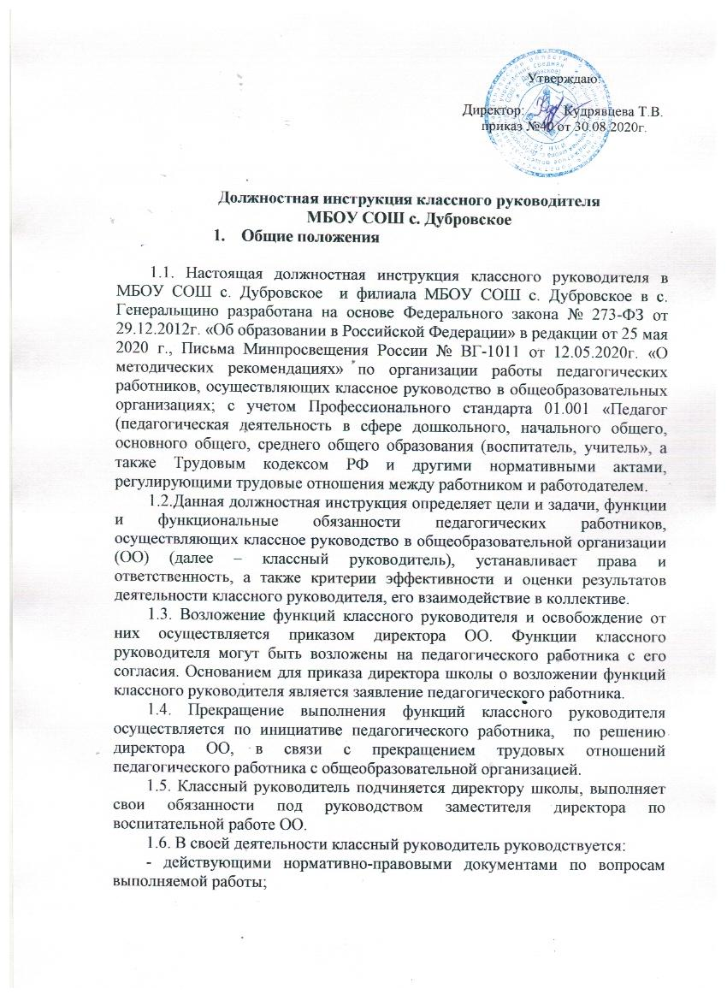 Утверждаю:
Директор: Кудрявцева Т.В.
приказ №40 от 30.08.2020г.
Должностная инструкция классного руководителя
МБОУ СОШ с. Дубровское
1. Общие положения
1.1. Настоящая должностная инструкция классного руководителя в
МБОУ СОШ с. Дубровское и филиала МБОУ СОШ с. Дубровское в с.
Генеральщино разработана на основе Федерального закона № 273-ФЗ от
29.12.2012г. «Об образовании в Российской Федерации» в редакции от 25 мая
2020 г., Письма Минпросвещения России № ВГ-1011 от 12.05.2020г. «О
методических рекомендациях» по организации работы педагогических
работников, осуществляющих классное руководство в общеобразовательных
организациях; с учетом Профессионального стандарта 01.001 «Педагог
(педагогическая деятельность в сфере дошкольного, начального общего,
основного общего, среднего общего образования (воспитатель, учитель», а
также Трудовым кодексом РФ и другими нормативными актами,
регулирующими трудовые отношения между работником и работодателем.
1.2.Данная должностная инструкция определяет цели и задачи, функции
и функциональные обязанности педагогических работников,
осуществляющих классное руководство в общеобразовательной организации
(ОО) (далее – классный руководитель), устанавливает права и
ответственность, а также критерии эффективности и оценки результатов
деятельности классного руководителя, его взаимодействие в коллективе.
1.3. Возложение функций классного руководителя и освобождение от
них осуществляется приказом директора ОО. Функции классного
руководителя могут быть возложены на педагогического работника с его
согласия. Основанием для приказа директора школы о возложении функций
классного руководителя является заявление педагогического работника.
1.4. Прекращение выполнения функций классного руководителя
осуществляется по инициативе педагогического работника, по решению
директора ОО, в связи с прекращением трудовых отношений
педагогического работника с общеобразовательной организацией.
1.5. Классный руководитель подчиняется директору школы, выполняет
свои обязанности под руководством заместителя директора по
воспитательной работе ОО.
1.6. В своей деятельности классный руководитель руководствуется:
- действующими нормативно-правовыми документами по вопросам
выполняемой работы;